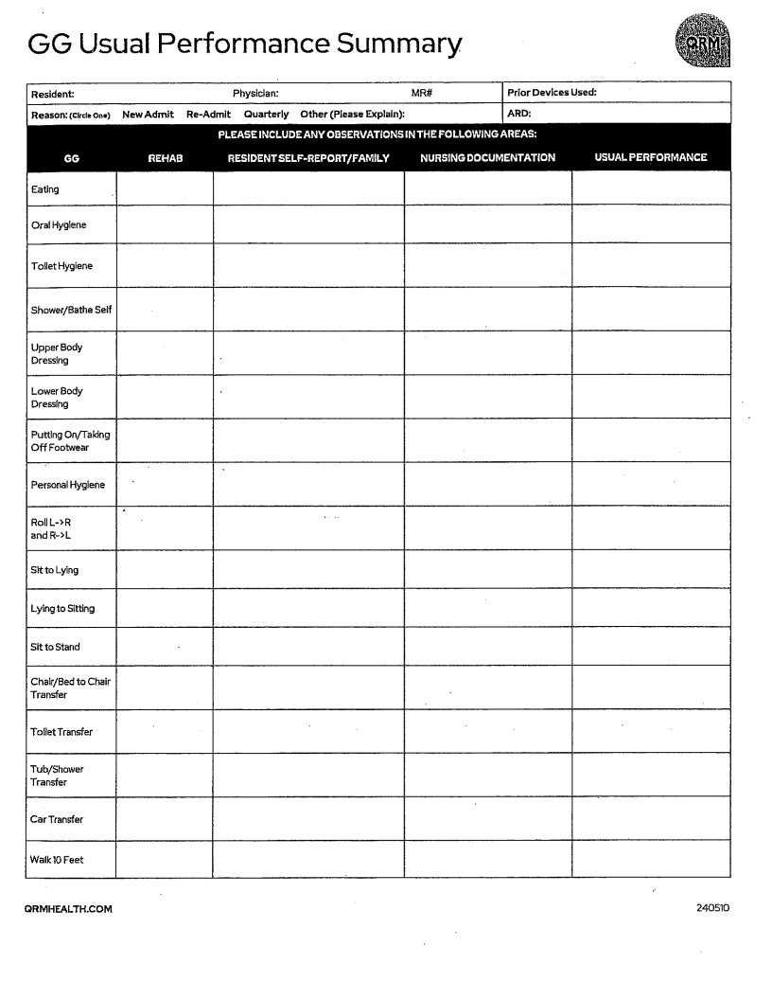 GG Usual Performance Summary
QRM
Resident: Physician: MR# Prior Devices Used:
Reason: (Circle One) New Admit Re-Admit Quarterly Other (Please Explain): ARD:
PLEASE INCLUDE ANY OBSERVATIONS IN THE FOLLOWING AREAS:
GG REHAB RESIDENT SELF-REPORT/FAMILY NURSING DOCUMENTATION USUAL PERFORMANCE
Eating
Oral Hygiene
Toilet Hygiene
Shower/Bathe Self
Upper Body
Dressing
Lower Body
Dressing
Putting On/Taking
Off Footwear
Personal Hygiene
Roll L->R
and R->L
Sit to Lying
Lying to Sitting
Sit to Stand
Chair/Bed to Chair
Transfer
Toilet Transfer
Tub/Shower
Transfer
Car Transfer
Walk 10 Feet
QRMHEALTH.COM 240510